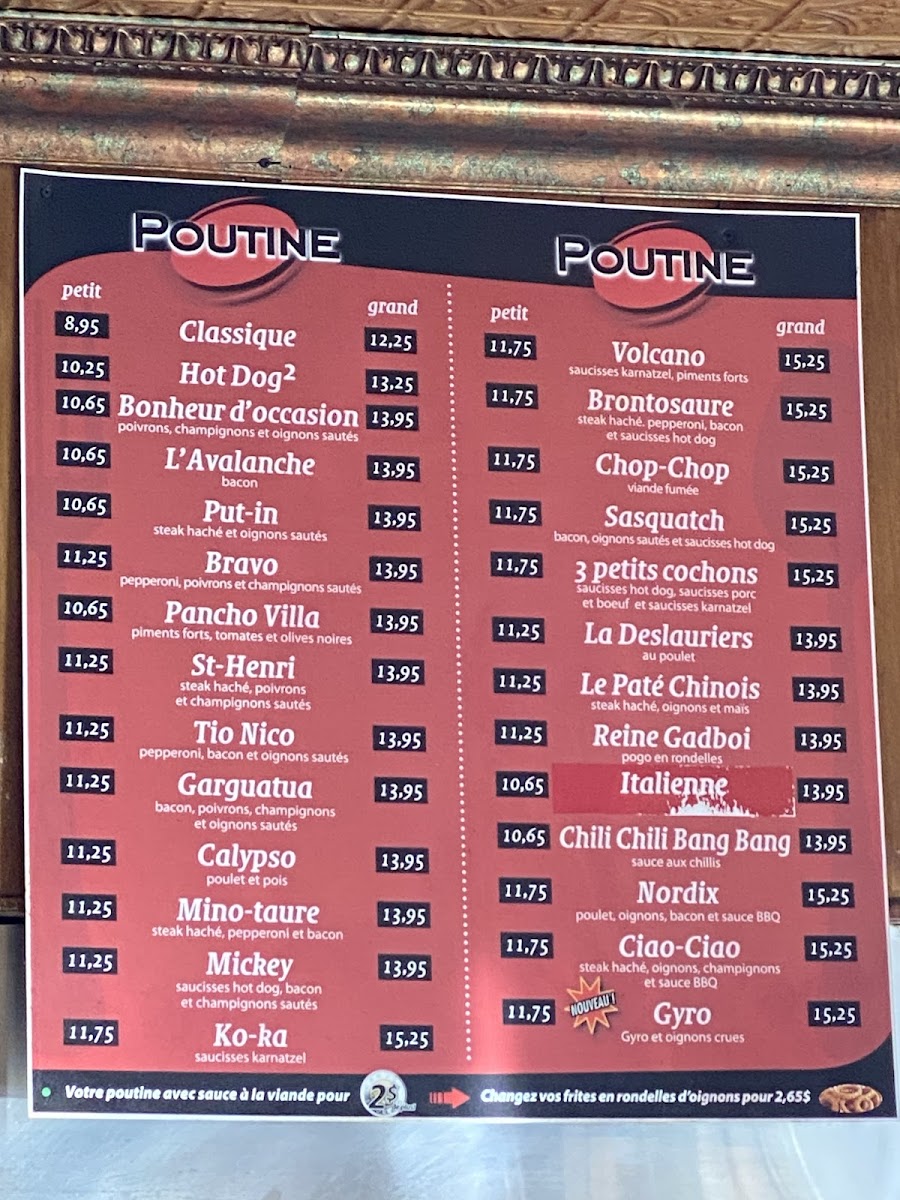 POUTINE
petit
grand
8,95 Classique 12,25
10,25 Hot Dog² 13,25
10,65 Bonheur d'occasion 13,95
poivrons, champignons et oignons sautés
10,65 L'Avalanche 13,95
bacon
10,65 Put-in 13,95
steak haché et oignons sautés
11,25 Bravo 13,95
pepperoni, poivrons et champignons sautés
10,65 Pancho Villa 13,95
piments forts, tomates et olives noires
11,25 St-Henri 13,95
steak haché, poivrons
et champignons sautés
11,25 Tio Nico 13,95
pepperoni, bacon et oignons sautés
11,25 Garguatua 13,95
bacon, poivrons, champignons
et oignons sautés
11,25 Calypso 13,95
poulet et pois
11,25 Mino-taure 13,95
steak haché, pepperoni et bacon
11,25 Mickey 13,95
saucisses hot dog, bacon
et champignons sautés
11,75 Ko-ka 15,25
saucisses karnatzel
POUTINE
petit
grand
11,75 Volcano 15,25
saucisses karnatzel, piments forts
11,75 Brontosaure 15,25
steak haché. pepperoni, bacon
et saucisses hot dog
11,75 Chop-Chop 15,25
viande fumée
11,75 Sasquatch 15,25
bacon, oignons sautés et saucisses hot dog
11,75 3 petits cochons 15,25
saucisses hot dog, saucisses porc
et boeuf et saucisses karnatzel
11,25 La Deslauriers 13,95
au poulet
11,25 Le Paté Chinois 13,95
steak haché, oignons et maïs
11,25 Reine Gadboi 13,95
pogo en rondelles
10,65 Italienne 13,95
10,65 Chili Chili Bang Bang 13,95
sauce aux chillis
11,75 Nordix 15,25
poulet, oignons, bacon et sauce BBQ
11,75 Ciao-Ciao 15,25
steak haché, oignons, champignons
et sauce BBQ
11,75 NOUVEAU! Gyro 15,25
Gyro et oignons crues
Votre poutine avec sauce à la viande pour 2$
Changez vos frites en rondelles d'oignons pour 2,65$